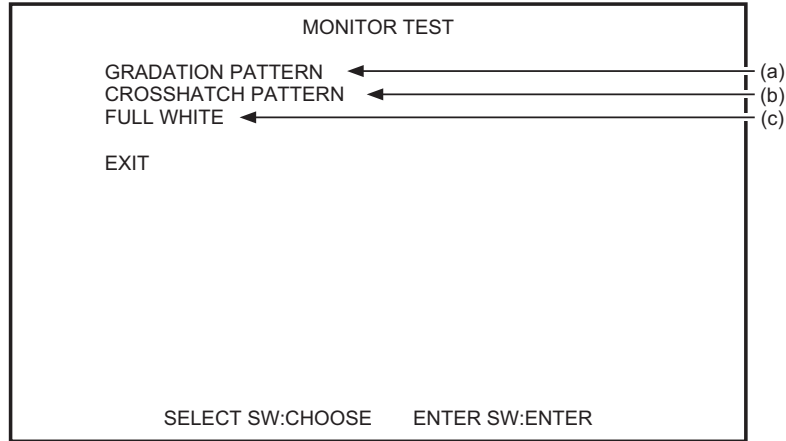 MONITOR TEST
GRADATION PATTERN (a)
CROSSHATCH PATTERN (b)
FULL WHITE (c)
EXIT
SELECT SW:CHOOSE ENTER SW:ENTER